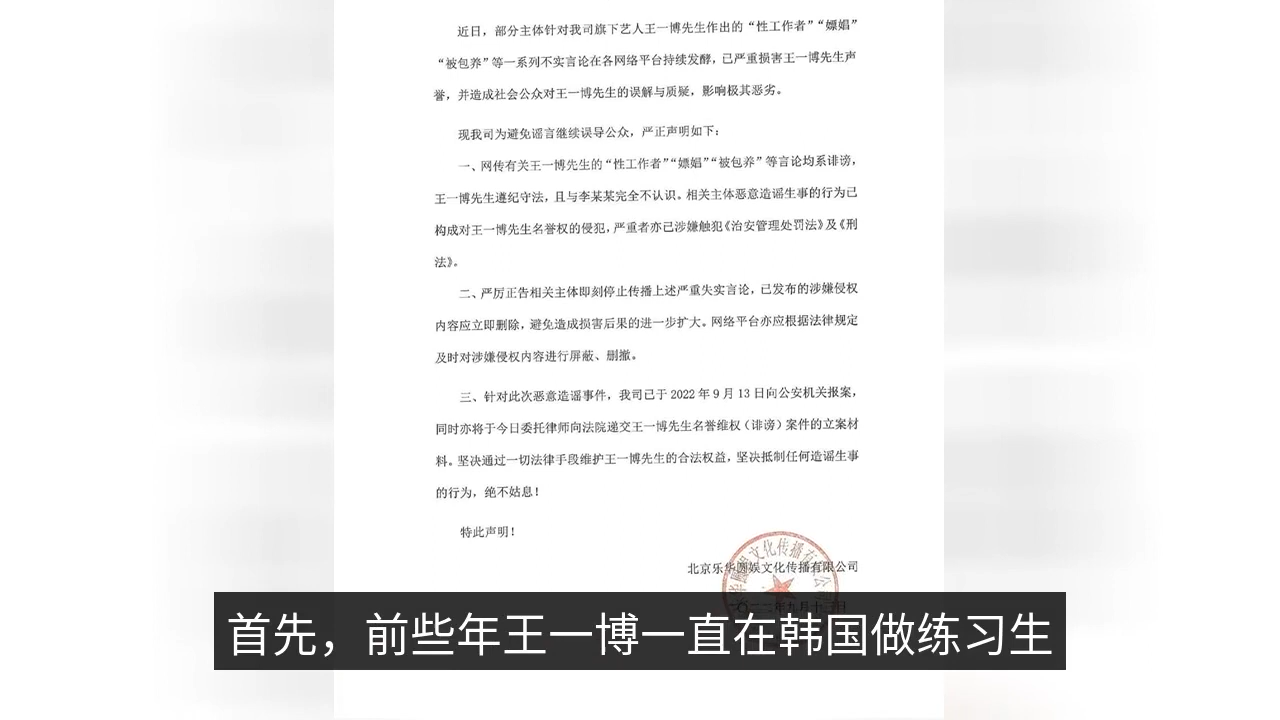 近日，部分主体针对我司旗下艺人王一博先生作出的“性工作者”“嫖娼”
“被包养”等一系列不实言论在各网络平台持续发酵，已严重损害王一博先生声
誉，并造成社会公众对王一博先生的误解与质疑，影响极其恶劣。
现我司为避免谣言继续误导公众，严正声明如下：
一、网传有关王一博先生的“性工作者”“嫖娼”“被包养”等言论均系诽谤，
王一博先生遵纪守法，且与李某某完全不认识。相关主体恶意造谣生事的行为已
构成对王一博先生名誉权的侵犯，严重者亦已涉嫌触犯《治安管理处罚法》及《刑
法》。
二、严厉正告相关主体即刻停止传播上述严重失实言论，已发布的涉嫌侵权
内容应立即删除，避免造成损害后果的进一步扩大。网络平台亦应根据法律规定
及时对涉嫌侵权内容进行屏蔽、删撤。
三、针对此次恶意造谣事件，我司已于 2022 年 9 月 13 日向公安机关报案，
同时亦将于今日委托律师向法院递交王一博先生名誉维权（诽谤）案件的立案材
料。坚决通过一切法律手段维护王一博先生的合法权益，坚决抵制任何造谣生事
的行为，绝不姑息！
特此声明！
北京乐华圆娱文化传播有限公司
首先，前些年王一博一直在韩国做练习生